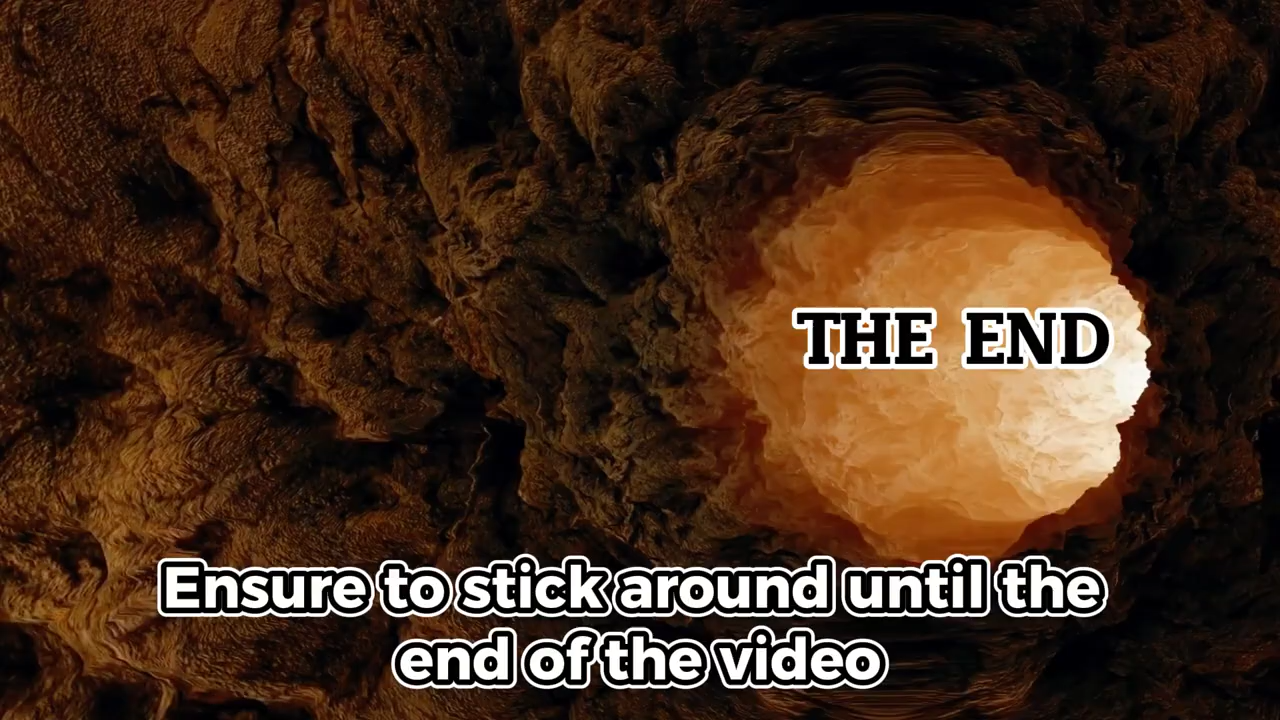 THE END
Ensure to stick around until the
end of the video